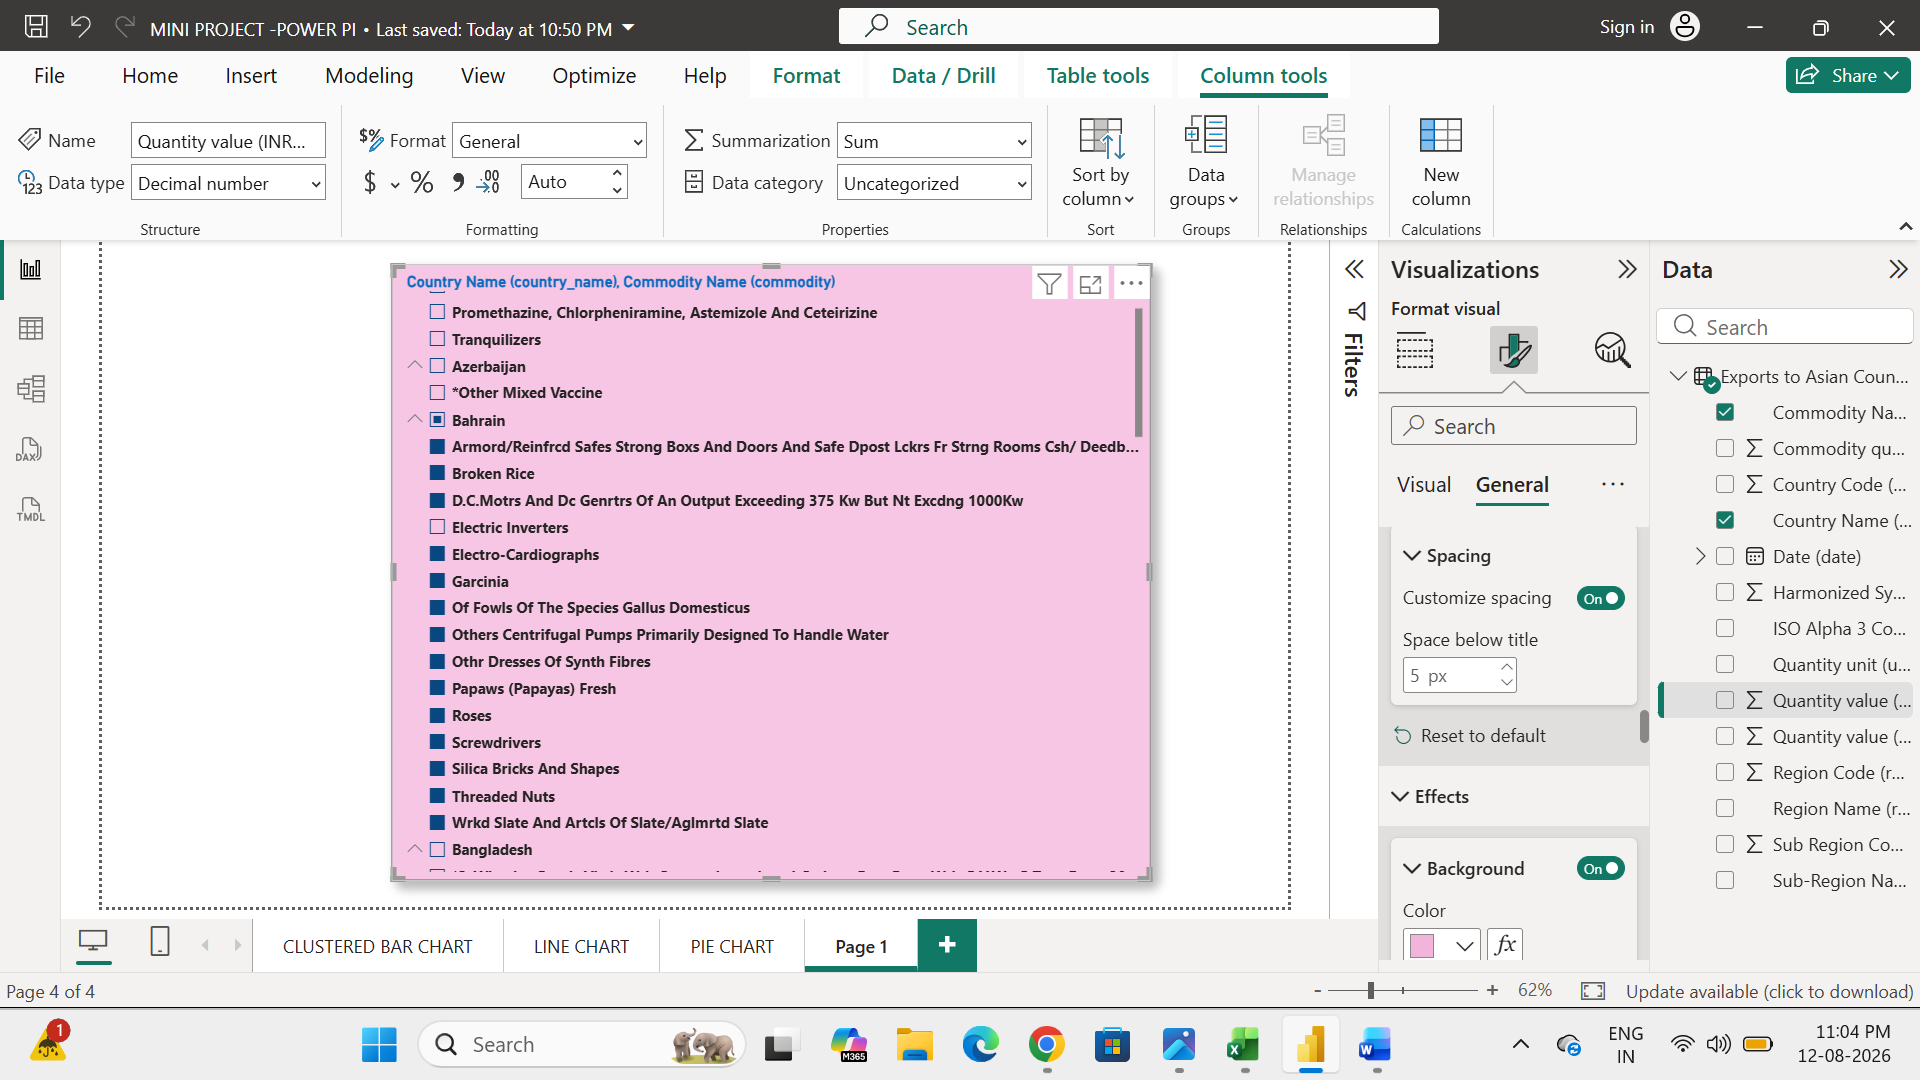 MINI PROJECT -POWER PI • Last saved: Today at 10:50 PM
Search
Sign in
File Home Insert Modeling View Optimize Help Format Data / Drill Table tools Column tools
Share
Name Quantity value (INR...
Data type Decimal number
Structure
$% Format General
$ % , .00 Auto
Formatting
Summarization Sum
Data category Uncategorized
Properties
Sort by column
Sort
Data groups
Groups
Manage relationships
Relationships
New column
Calculations
DAX
TMDL
Country Name (country_name), Commodity Name (commodity)
Promethazine, Chlorpheniramine, Astemizole And Ceteirizine
Tranquilizers
Azerbaijan
*Other Mixed Vaccine
Bahrain
Armord/Reinfrcd Safes Strong Boxs And Doors And Safe Dpost Lckrs Fr Strng Rooms Csh/ Deedb...
Broken Rice
D.C.Motrs And Dc Genrtrs Of An Output Exceeding 375 Kw But Nt Excdng 1000Kw
Electric Inverters
Electro-Cardiographs
Garcinia
Of Fowls Of The Species Gallus Domesticus
Others Centrifugal Pumps Primarily Designed To Handle Water
Othr Dresses Of Synth Fibres
Papaws (Papayas) Fresh
Roses
Screwdrivers
Silica Bricks And Shapes
Threaded Nuts
Wrkd Slate And Artcls Of Slate/Aglmrtd Slate
Bangladesh
Filters
Visualizations
Format visual
Search
Visual General
Spacing
Customize spacing On
Space below title
5 px
Reset to default
Effects
Background On
Color
fx
Data
Search
Exports to Asian Coun...
Commodity Na...
Commodity qu...
Country Code (...
Country Name (...
Date (date)
Harmonized Sy...
ISO Alpha 3 Co...
Quantity unit (u...
Quantity value (...
Quantity value (...
Region Code (r...
Region Name (r...
Sub Region Co...
Sub-Region Na...
CLUSTERED BAR CHART LINE CHART PIE CHART Page 1 +
Page 4 of 4
- + 62%
Update available (click to download)
1
Search
M365
ENG
IN
11:04 PM
12-08-2026